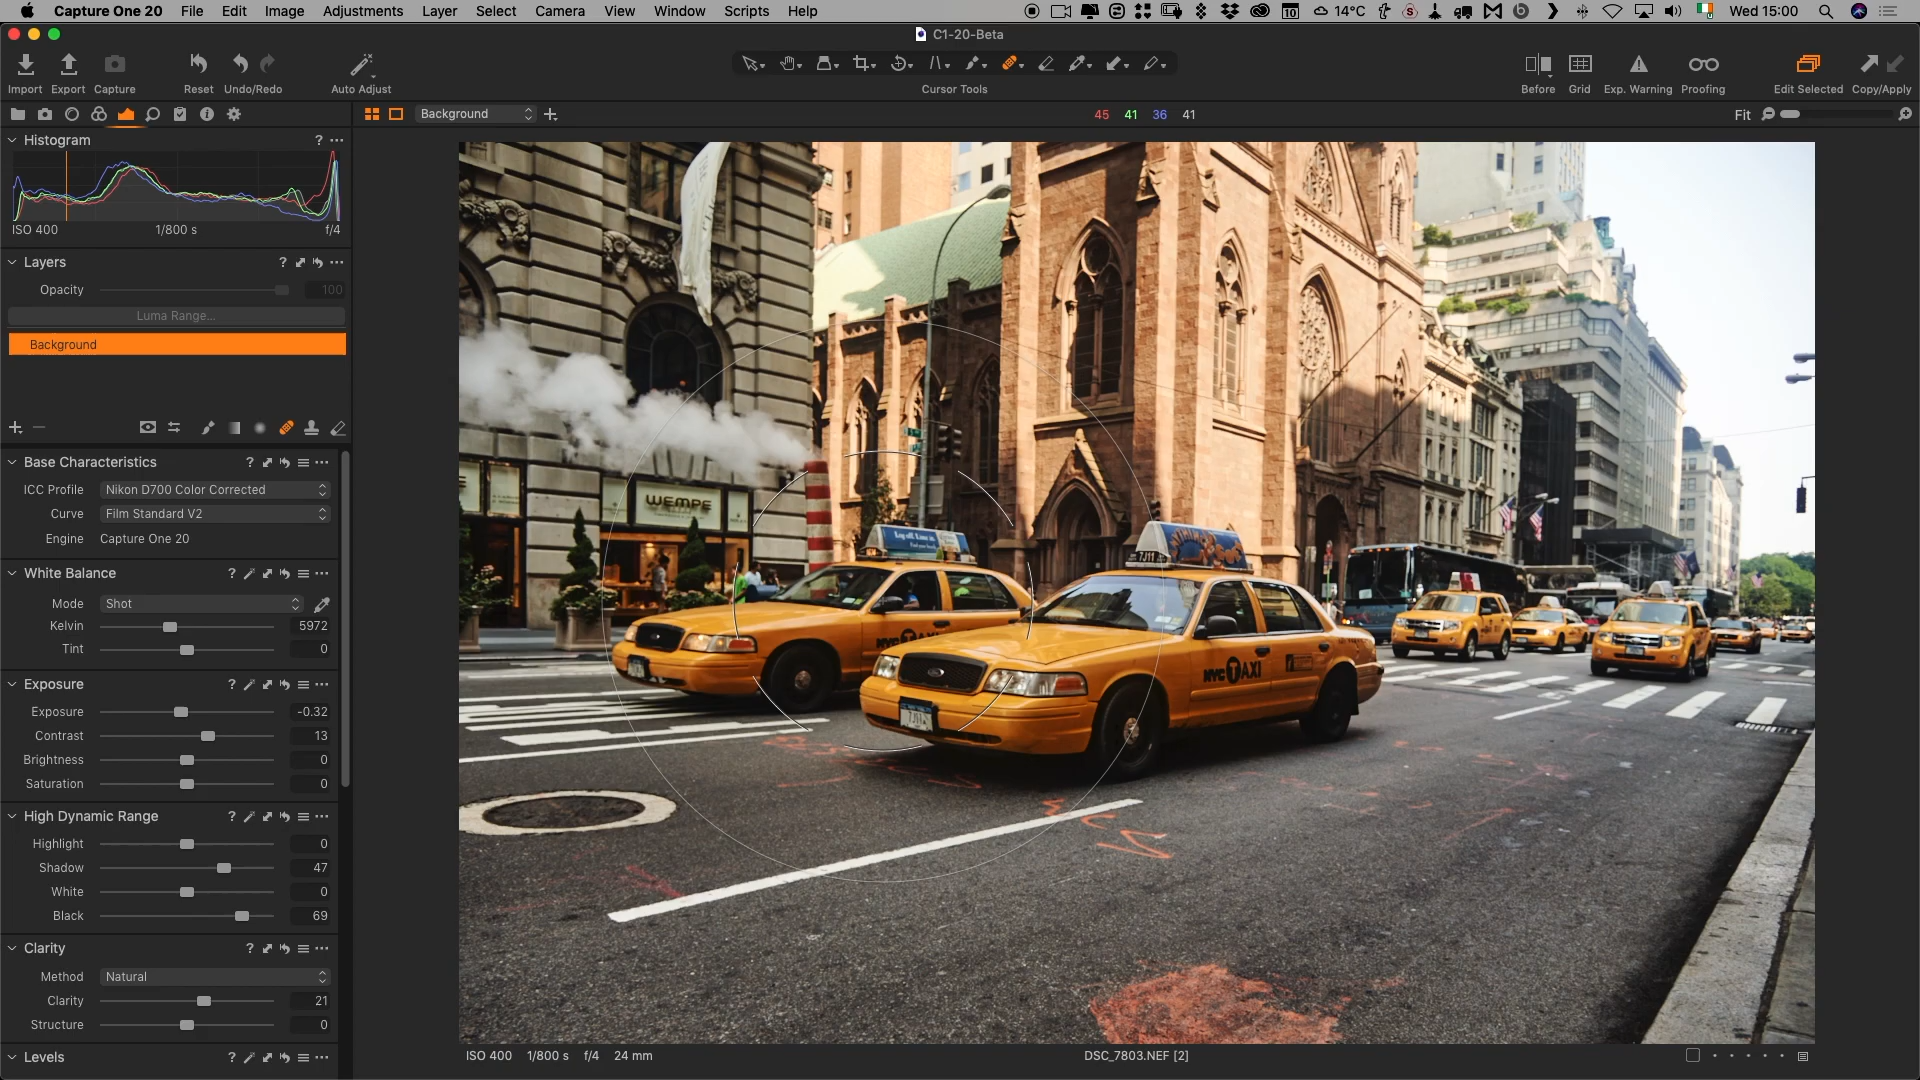 Capture One 20 File Edit Image Adjustments Layer Select Camera View Window Scripts Help 10 14°C Wed 15:00
C1-20-Beta
Import Export Capture Reset Undo/Redo Auto Adjust Cursor Tools Before Grid Exp. Warning Proofing Edit Selected Copy/Apply
Background 45 41 36 41 Fit
Histogram
ISO 400 1/800 s f/4
Layers
Opacity 100
Luma Range...
Background
Base Characteristics
ICC Profile Nikon D700 Color Corrected
Curve Film Standard V2
Engine Capture One 20
White Balance
Mode Shot
Kelvin 5972
Tint 0
Exposure
Exposure -0.32
Contrast 13
Brightness 0
Saturation 0
High Dynamic Range
Highlight 0
Shadow 47
White 0
Black 69
Clarity
Method Natural
Clarity 21
Structure 0
Levels
WEMPE
7J11
NYC TAXI
NYC TAXI
ISO 400 1/800 s f/4 24 mm DSC_7803.NEF [2]